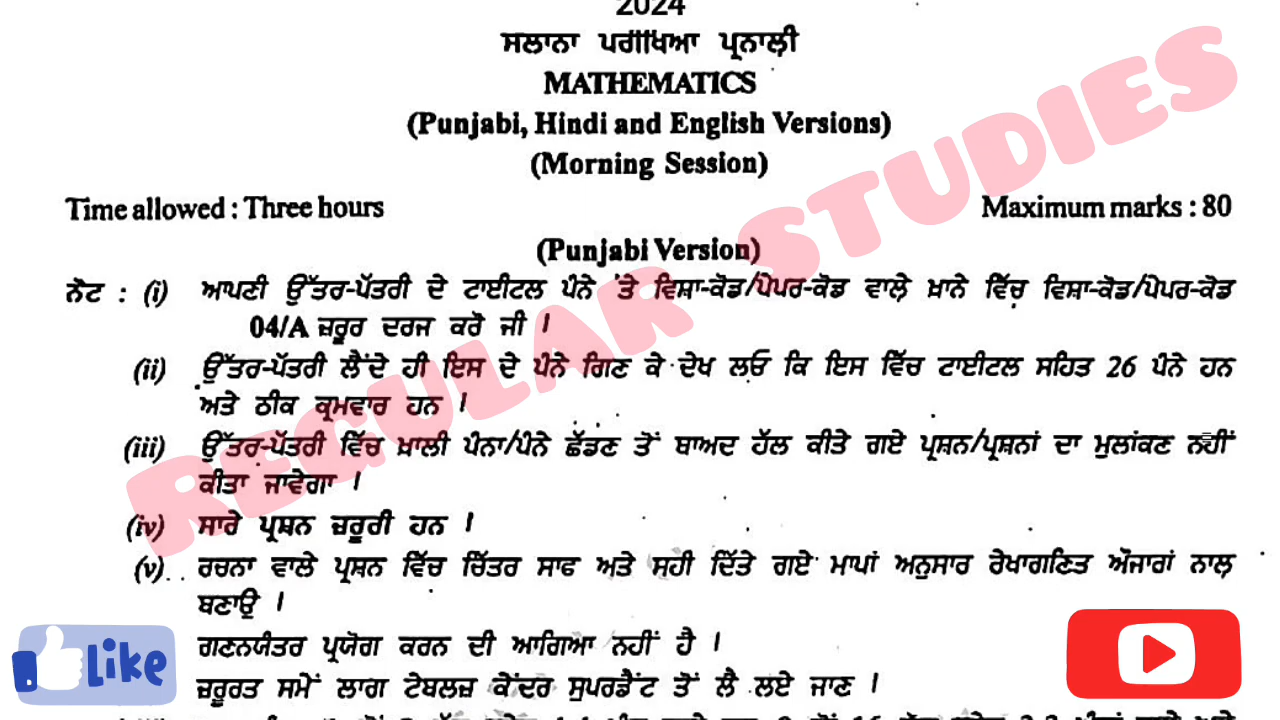 2024
ਸਲਾਨਾ ਪਰੀਖਿਆ ਪ੍ਰਨਾਲੀ
MATHEMATICS
(Punjabi, Hindi and English Versions)
(Morning Session)
Time allowed : Three hours Maximum marks : 80
(Punjabi Version)
ਨੋਟ : (i) ਆਪਣੀ ਉੱਤਰ-ਪੱਤਰੀ ਦੇ ਟਾਈਟਲ ਪੰਨੇ 'ਤੇ ਵਿਸ਼ਾ-ਕੋਡ/ਪੇਪਰ-ਕੋਡ ਵਾਲੇ ਖ਼ਾਨੇ ਵਿੱਚ ਵਿਸ਼ਾ-ਕੋਡ/ਪੇਪਰ-ਕੋਡ
04/A ਜ਼ਰੂਰ ਦਰਜ ਕਰੋ ਜੀ ।
(ii) ਉੱਤਰ-ਪੱਤਰੀ ਲੈਂਦੇ ਹੀ ਇਸ ਦੇ ਪੰਨੇ ਗਿਣ ਕੇ ਦੇਖ ਲਓ ਕਿ ਇਸ ਵਿੱਚ ਟਾਈਟਲ ਸਹਿਤ 26 ਪੰਨੇ ਹਨ
ਅਤੇ ਠੀਕ ਕ੍ਰਮਵਾਰ ਹਨ ।
(iii) ਉੱਤਰ-ਪੱਤਰੀ ਵਿੱਚ ਖ਼ਾਲੀ ਪੰਨਾ/ਪੰਨੇ ਛੱਡਣ ਤੋਂ ਬਾਅਦ ਹੱਲ ਕੀਤੇ ਗਏ ਪ੍ਰਸ਼ਨ/ਪ੍ਰਸ਼ਨਾਂ ਦਾ ਮੁਲਾਂਕਣ ਨਹੀਂ
ਕੀਤਾ ਜਾਵੇਗਾ ।
(iv) ਸਾਰੇ ਪ੍ਰਸ਼ਨ ਜ਼ਰੂਰੀ ਹਨ ।
(v) ਰਚਨਾ ਵਾਲੇ ਪ੍ਰਸ਼ਨ ਵਿੱਚ ਚਿੱਤਰ ਸਾਫ ਅਤੇ ਸਹੀ ਦਿੱਤੇ ਗਏ ਮਾਪਾਂ ਅਨੁਸਾਰ ਰੇਖਾਗਣਿਤ ਔਜਾਰਾਂ ਨਾਲ਼
ਬਣਾਉ ।
ਗਣਨਯੰਤਰ ਪ੍ਰਯੋਗ ਕਰਨ ਦੀ ਆਗਿਆ ਨਹੀਂ ਹੈ ।
ਜ਼ਰੂਰਤ ਸਮੇਂ ਲਾਗ ਟੇਬਲਜ਼ ਕੇਂਦਰ ਸੁਪਰਡੈਂਟ ਤੋਂ ਲੈ ਲਏ ਜਾਣ ।
REGULAR STUDIES
Like